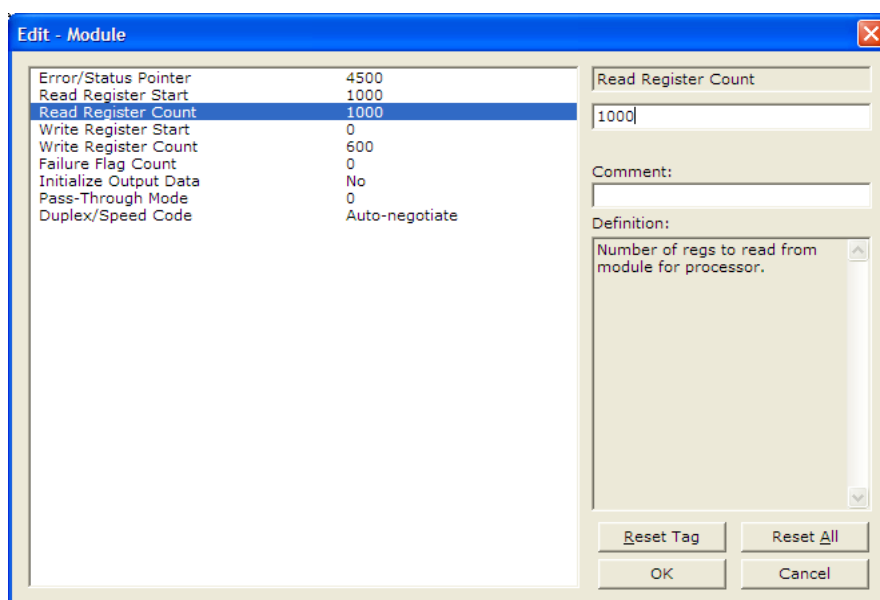 Edit - Module
Error/Status Pointer 4500
Read Register Start 1000
Read Register Count 1000
Write Register Start 0
Write Register Count 600
Failure Flag Count 0
Initialize Output Data No
Pass-Through Mode 0
Duplex/Speed Code Auto-negotiate
Read Register Count
1000
Comment:
Definition:
Number of regs to read from
module for processor.
Reset Tag Reset All
OK Cancel